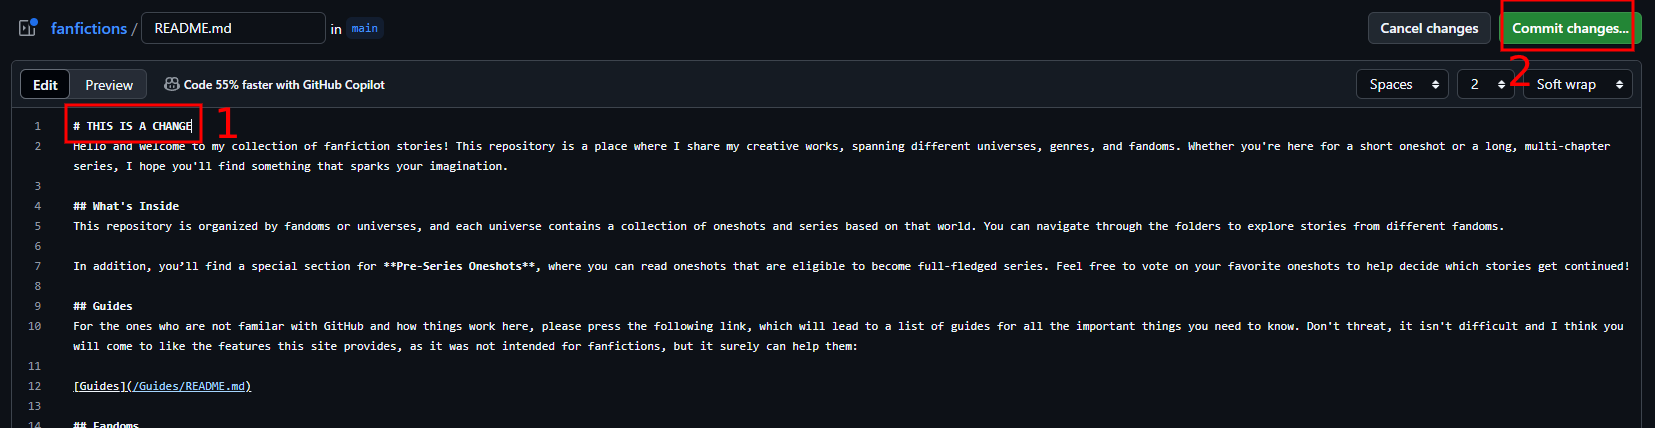 fanfictions / README.md in main Cancel changes Commit changes...
Edit Preview Code 55% faster with GitHub Copilot Spaces 2 Soft wrap
2
1 # THIS IS A CHANGE
1
2 Hello and welcome to my collection of fanfiction stories! This repository is a place where I share my creative works, spanning different universes, genres, and fandoms. Whether you're here for a short oneshot or a long, multi-chapter
series, I hope you'll find something that sparks your imagination.
3
4 ## What's Inside
5 This repository is organized by fandoms or universes, and each universe contains a collection of oneshots and series based on that world. You can navigate through the folders to explore stories from different fandoms.
6
7 In addition, you’ll find a special section for **Pre-Series Oneshots**, where you can read oneshots that are eligible to become full-fledged series. Feel free to vote on your favorite oneshots to help decide which stories get continued!
8
9 ## Guides
10 For the ones who are not familar with GitHub and how things work here, please press the following link, which will lead to a list of guides for all the important things you need to know. Don't threat, it isn't difficult and I think you
will come to like the features this site provides, as it was not intended for fanfictions, but it surely can help them:
11
12 [Guides](/Guides/README.md)
13
14 ## Fandoms